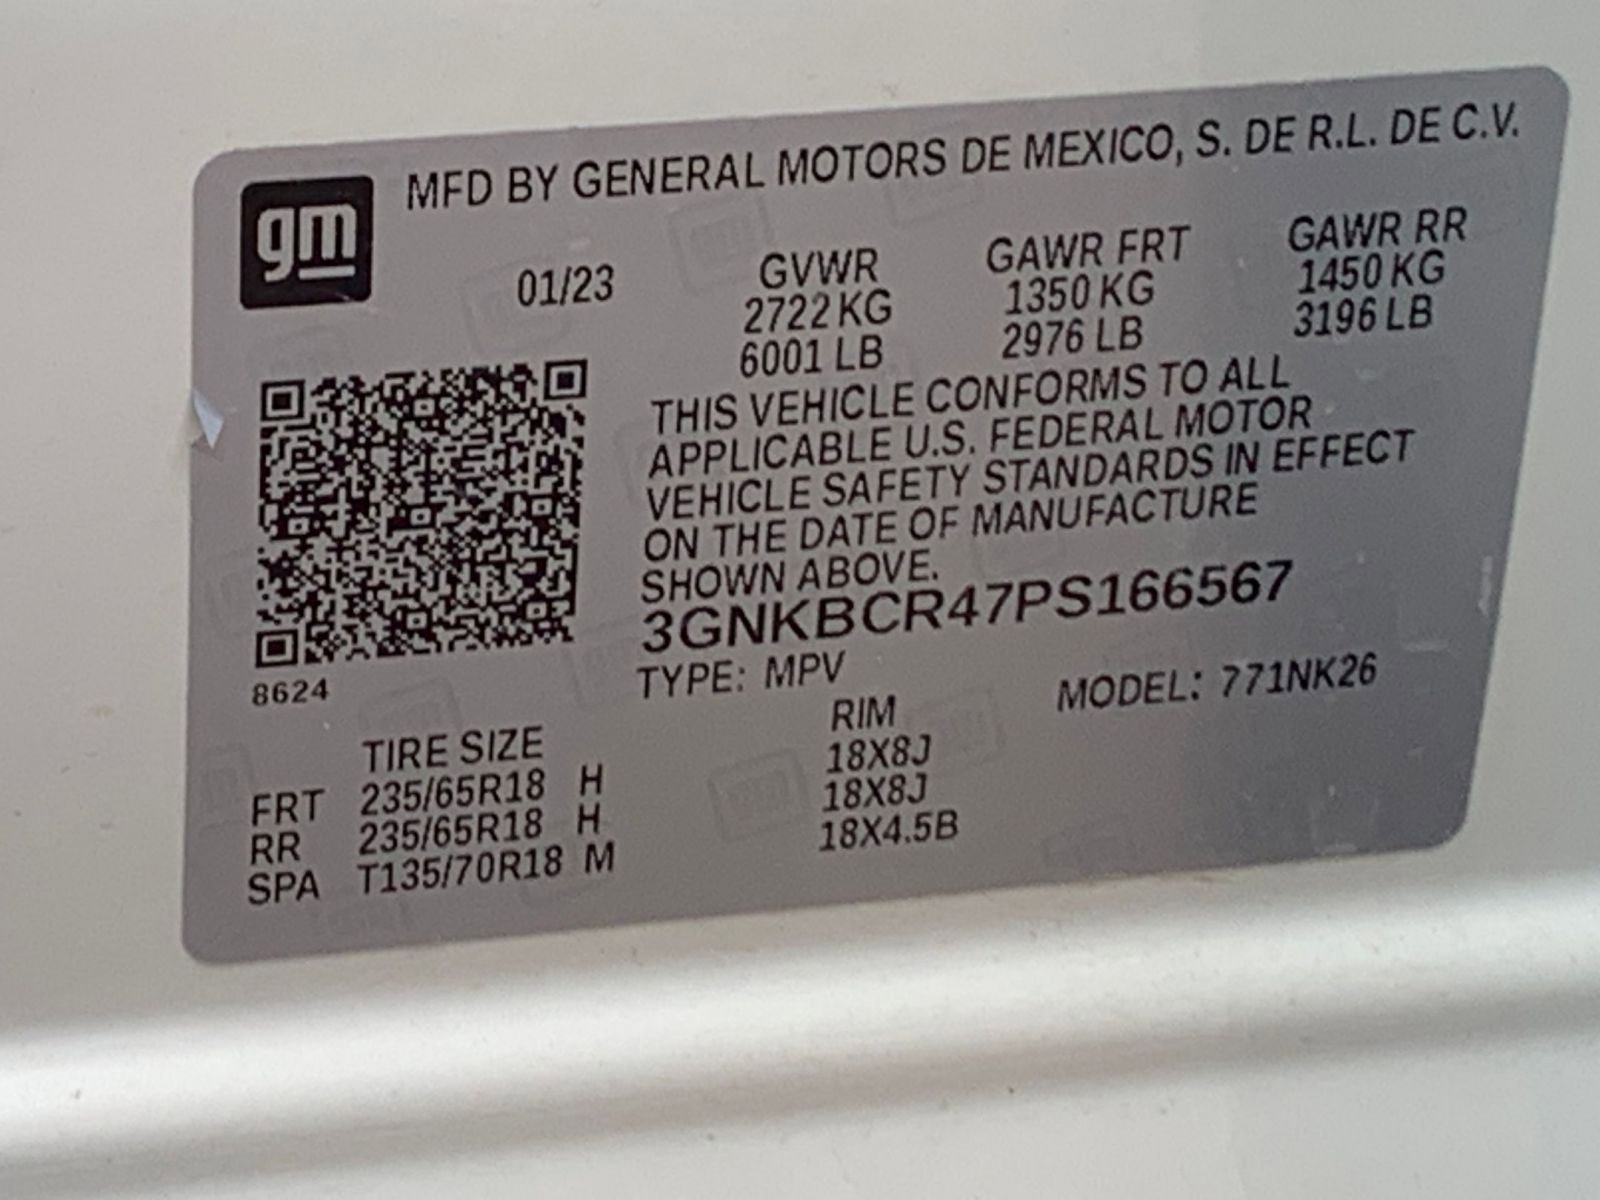 gm
MFD BY GENERAL MOTORS DE MEXICO, S. DE R.L. DE C.V.
01/23 GVWR GAWR FRT GAWR RR
2722 KG 1350 KG 1450 KG
6001 LB 2976 LB 3196 LB
THIS VEHICLE CONFORMS TO ALL
APPLICABLE U.S. FEDERAL MOTOR
VEHICLE SAFETY STANDARDS IN EFFECT
ON THE DATE OF MANUFACTURE
SHOWN ABOVE.
3GNKBCR47PS166567
8624
TYPE: MPV MODEL: 771NK26
TIRE SIZE RIM
FRT 235/65R18 H 18X8J
RR 235/65R18 H 18X8J
SPA T135/70R18 M 18X4.5B